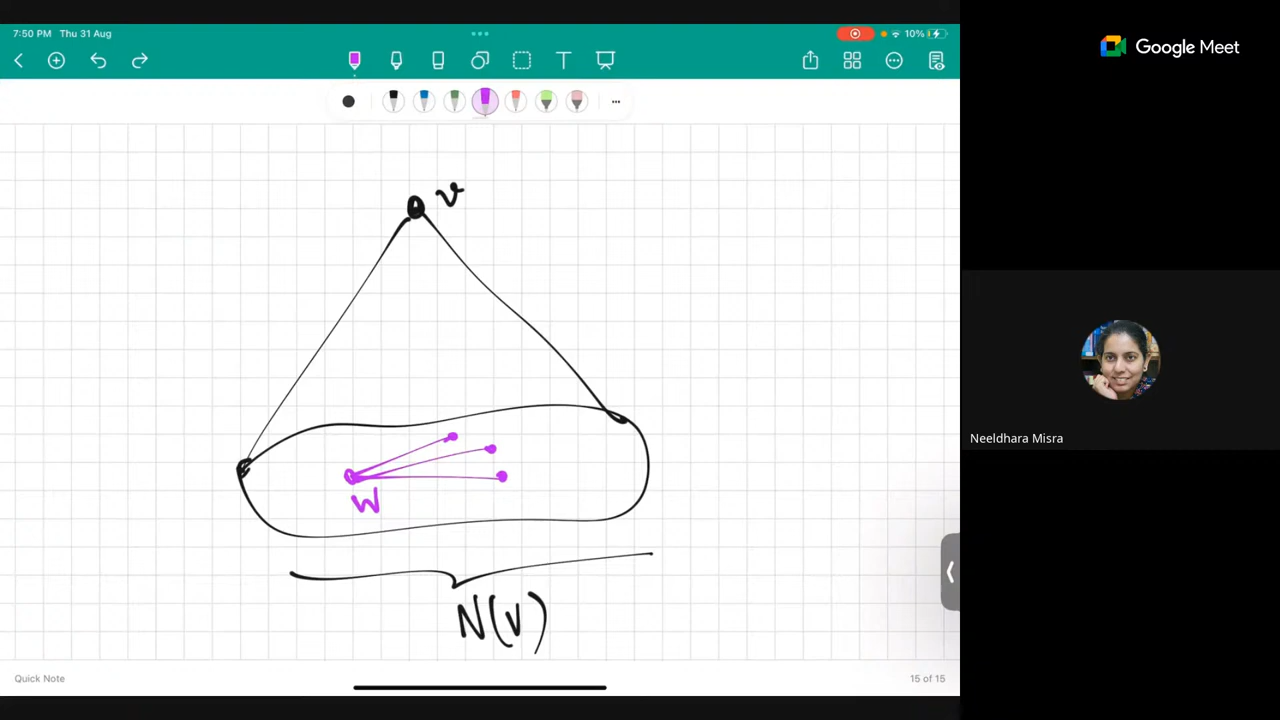 7:50 PM Thu 31 Aug
10%
Google Meet
T
v
w
N(v)
Neeldhara Misra
Quick Note
15 of 15